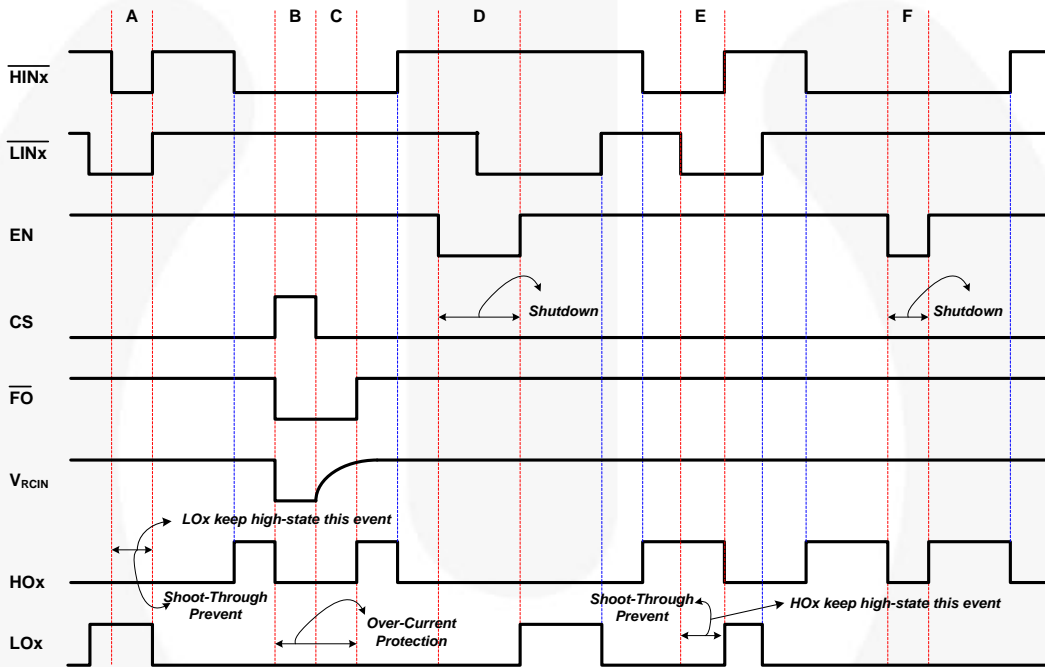 A
B
C
D
E
F
HINx
LINx
EN
CS
Shutdown
Shutdown
FO
VRCIN
LOx keep high-state this event
HOx
Shoot-Through
Prevent
Over-Current
Protection
Shoot-Through
Prevent
HOx keep high-state this event
LOx